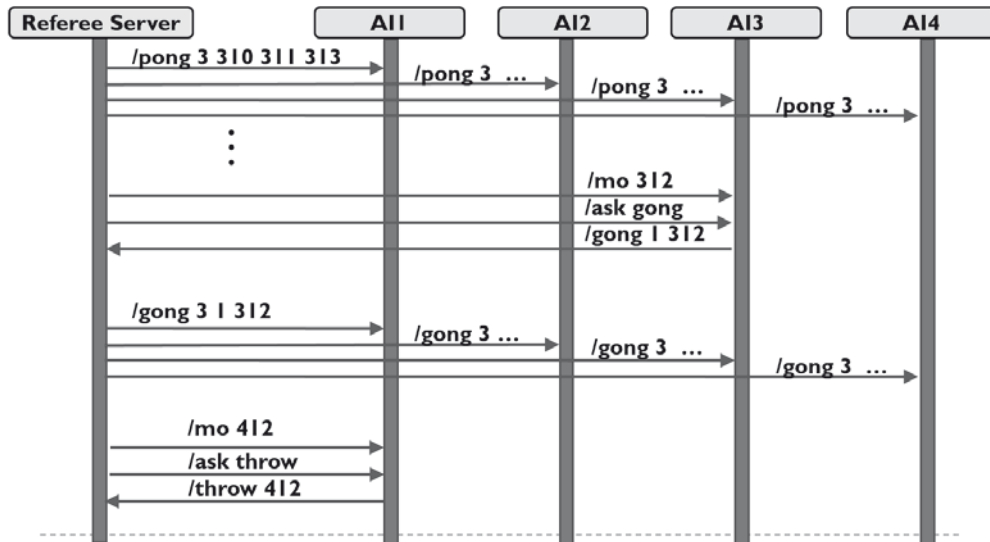 Referee Server AI1 AI2 AI3 AI4
/pong 3 310 311 313
/pong 3 ...
/pong 3 ...
/pong 3 ...
/mo 312
/ask gong
/gong 1 312
/gong 3 1 312
/gong 3 ...
/gong 3 ...
/gong 3 ...
/mo 412
/ask throw
/throw 412